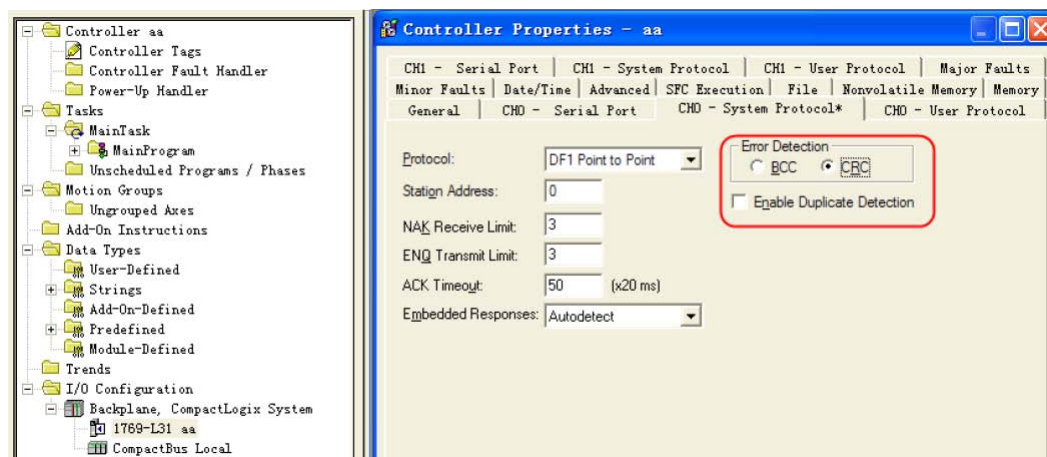 Controller aa
Controller Tags
Controller Fault Handler
Power-Up Handler
Tasks
MainTask
MainProgram
Unscheduled Programs / Phases
Motion Groups
Ungrouped Axes
Add-On Instructions
Data Types
User-Defined
Strings
Add-On-Defined
Predefined
Module-Defined
Trends
I/O Configuration
Backplane, CompactLogix System
1769-L31 aa
CompactBus Local
Controller Properties - aa
CH1 - Serial Port CH1 - System Protocol CH1 - User Protocol Major Faults
Minor Faults Date/Time Advanced SFC Execution File Nonvolatile Memory Memory
General CH0 - Serial Port CH0 - System Protocol* CH0 - User Protocol
Protocol: DF1 Point to Point
Station Address: 0
NAK Receive Limit: 3
ENQ Transmit Limit: 3
ACK Timeout: 50 (x20 ms)
Embedded Responses: Autodetect
Error Detection
BCC CRC
Enable Duplicate Detection